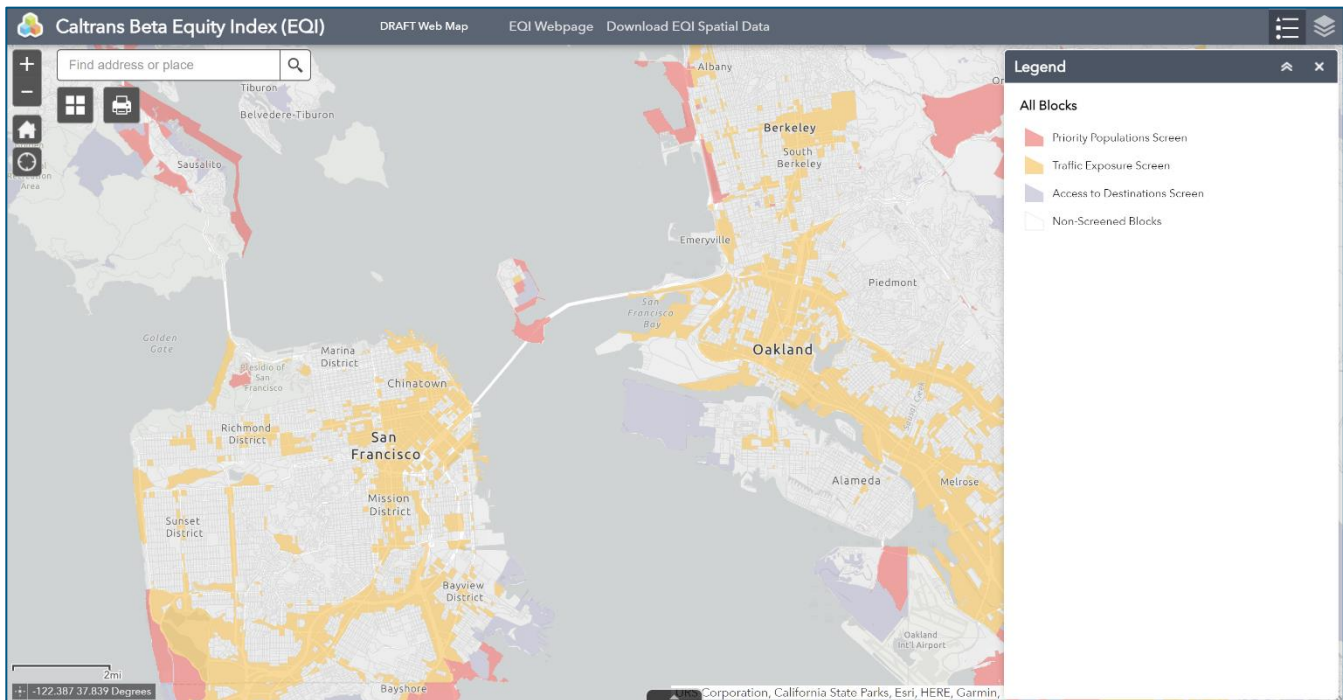 Caltrans Beta Equity Index (EQI)
DRAFT Web Map
EQI Webpage
Download EQI Spatial Data
+
−
Find address or place
Legend
All Blocks
Priority Populations Screen
Traffic Exposure Screen
Access to Destinations Screen
Non-Screened Blocks
Tiburon
Belvedere-Tiburon
Sausalito
Area
Albany
Berkeley
South
Berkeley
Emeryville
Piedmont
San
Francisco
Bay
Oakland
Golden
Gate
Marina
District
Presidio of
San
Francisco
Chinatown
Richmond
District
San
Francisco
Mission
District
Sunset
District
Alameda
Melrose
Bayview
District
Oakland
Int'l Airport
Bayshore
2mi
-122.387 37.839 Degrees
Corporation, California State Parks, Esri, HERE, Garmin,